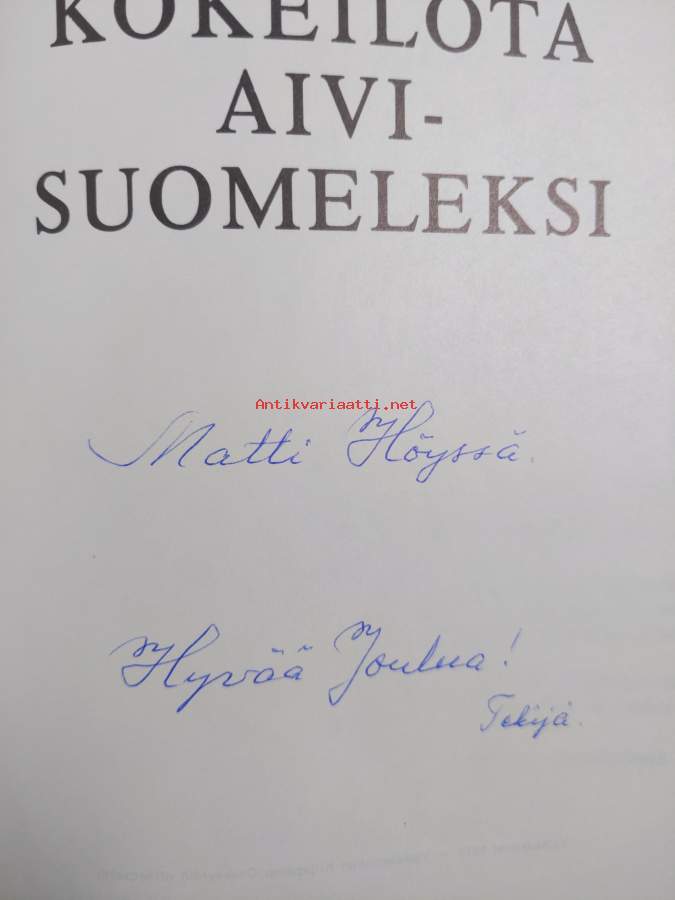 KOKEILOTA
AIVI-
SUOMELEKSI
Antikvariaatti.net
Matti Höyssä.
Hyvää Joulua!
Tekijä.